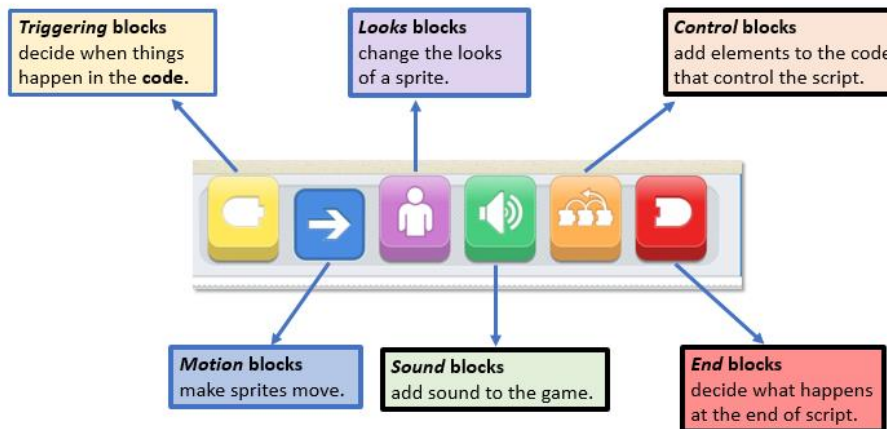 Triggering blocks
decide when things
happen in the code.
Looks blocks
change the looks
of a sprite.
Control blocks
add elements to the code
that control the script.
Motion blocks
make sprites move.
Sound blocks
add sound to the game.
End blocks
decide what happens
at the end of script.